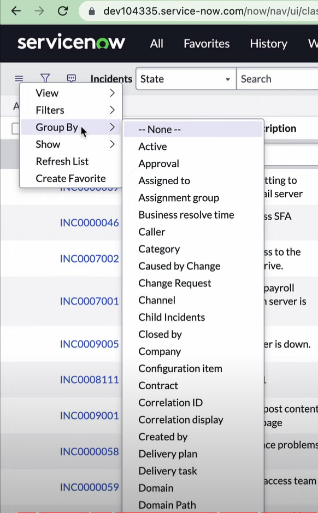 dev104335.service-now.com/now/nav/ui/clas
servicenow
All Favorites History W
Incidents State Search
View
Filters
Group By
Show
Refresh List
Create Favorite
-- None --
Active
Approval
Assigned to
Assignment group
Business resolve time
Caller
Category
Caused by Change
Change Request
Channel
Child Incidents
Closed by
Company
Configuration item
Contract
Correlation ID
Correlation display
Created by
Delivery plan
Delivery task
Domain
Domain Path
cription
tting to
ail server
INC0000046 ss SFA
INC0007002 ss to the
rive.
INC0007001 payroll
n server is
INC0009005 er is down.
INC0008111
INC0009001 post content
page
INC0000058 nce problems
INC0000059 access team